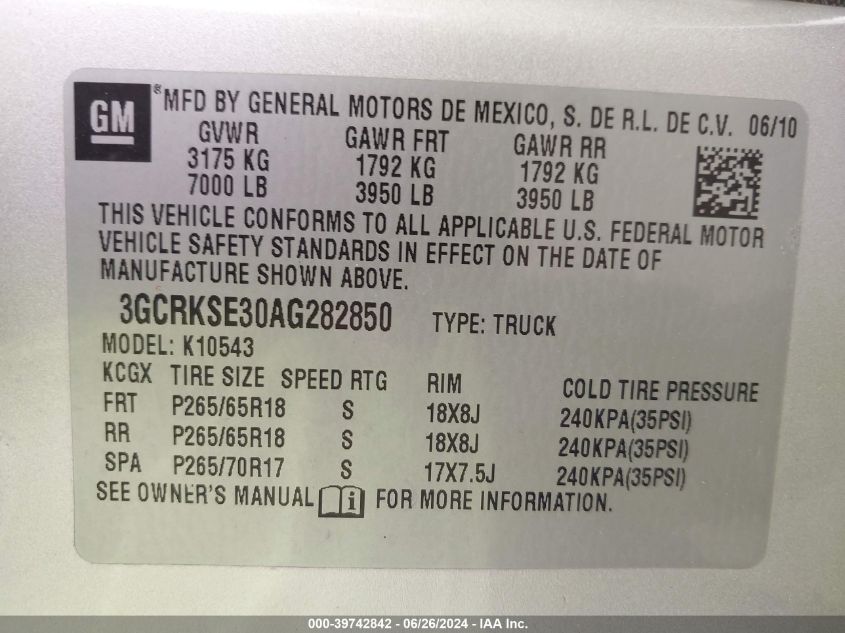 GM ® MFD BY GENERAL MOTORS DE MEXICO, S. DE R.L. DE C.V. 06/10
GVWR GAWR FRT GAWR RR
3175 KG 1792 KG 1792 KG
7000 LB 3950 LB 3950 LB
THIS VEHICLE CONFORMS TO ALL APPLICABLE U.S. FEDERAL MOTOR
VEHICLE SAFETY STANDARDS IN EFFECT ON THE DATE OF
MANUFACTURE SHOWN ABOVE.
3GCRKSE30AG282850 TYPE: TRUCK
MODEL: K10543
KCGX TIRE SIZE SPEED RTG RIM COLD TIRE PRESSURE
FRT P265/65R18 S 18X8J 240KPA(35PSI)
RR P265/65R18 S 18X8J 240KPA(35PSI)
SPA P265/70R17 S 17X7.5J 240KPA(35PSI)
SEE OWNER'S MANUAL i FOR MORE INFORMATION.
000-39742842 - 06/26/2024 - IAA Inc.